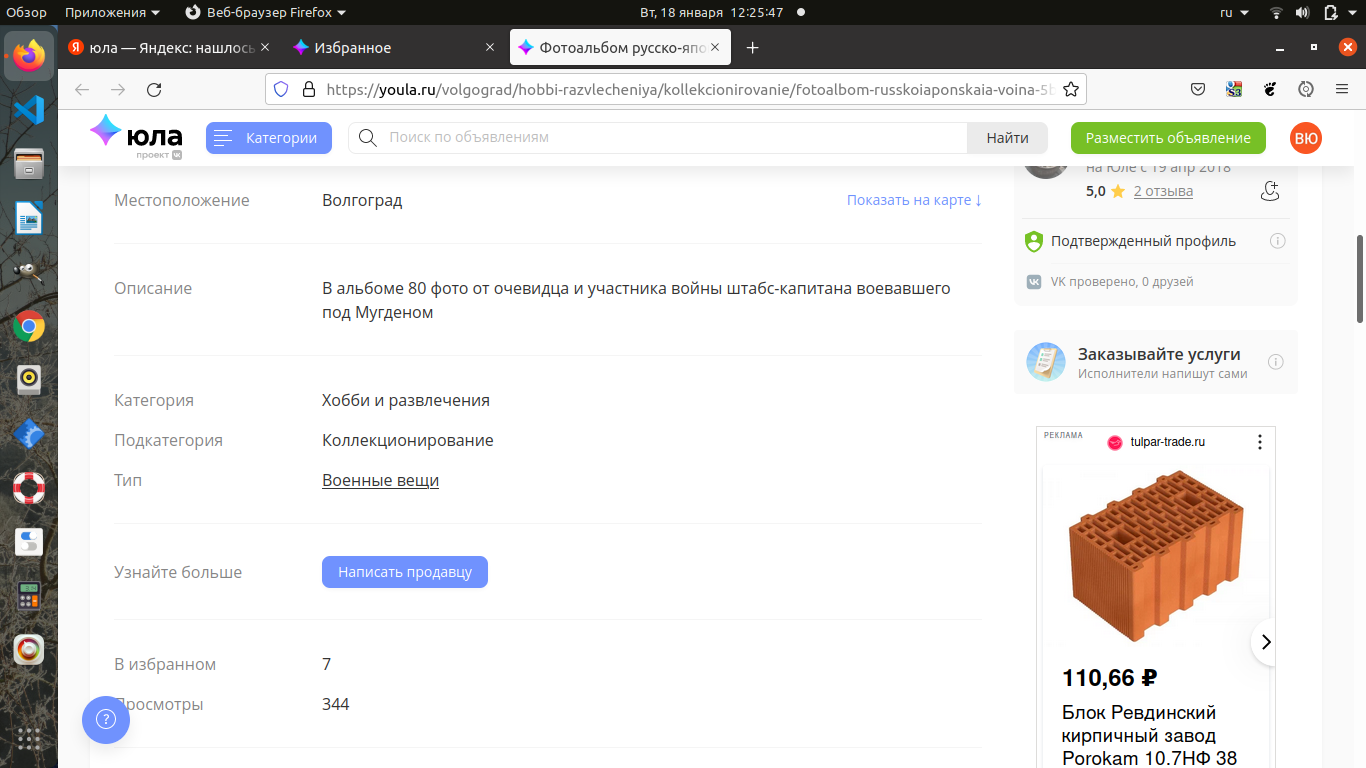 Обзор Приложения Веб-браузер Firefox Вт, 18 января 12:25:47 ru
юла — Яндекс: нашлось Избранное Фотоальбом русско-япо
https://youla.ru/volgograd/hobbi-razvlecheniya/kollekcionirovanie/fotoalbom-russkoiaponskaia-voina-5b
юла
проект
Категории Поиск по объявлениям Найти Разместить объявление ВЮ
на Юле с 19 апр 2018
5,0 2 отзыва
Местоположение Волгоград Показать на карте ↓
Подтвержденный профиль
VK проверено, 0 друзей
Описание В альбоме 80 фото от очевидца и участника войны штабс-капитана воевавшего
под Мугденом
Заказывайте услуги
Исполнители напишут сами
Категория Хобби и развлечения
Подкатегория Коллекционирование
Тип Военные вещи
РЕКЛАМА
tulpar-trade.ru
Узнайте больше Написать продавцу
В избранном 7
Просмотры 344
110,66 ₽
Блок Ревдинский
кирпичный завод
Porokam 10.7НФ 38